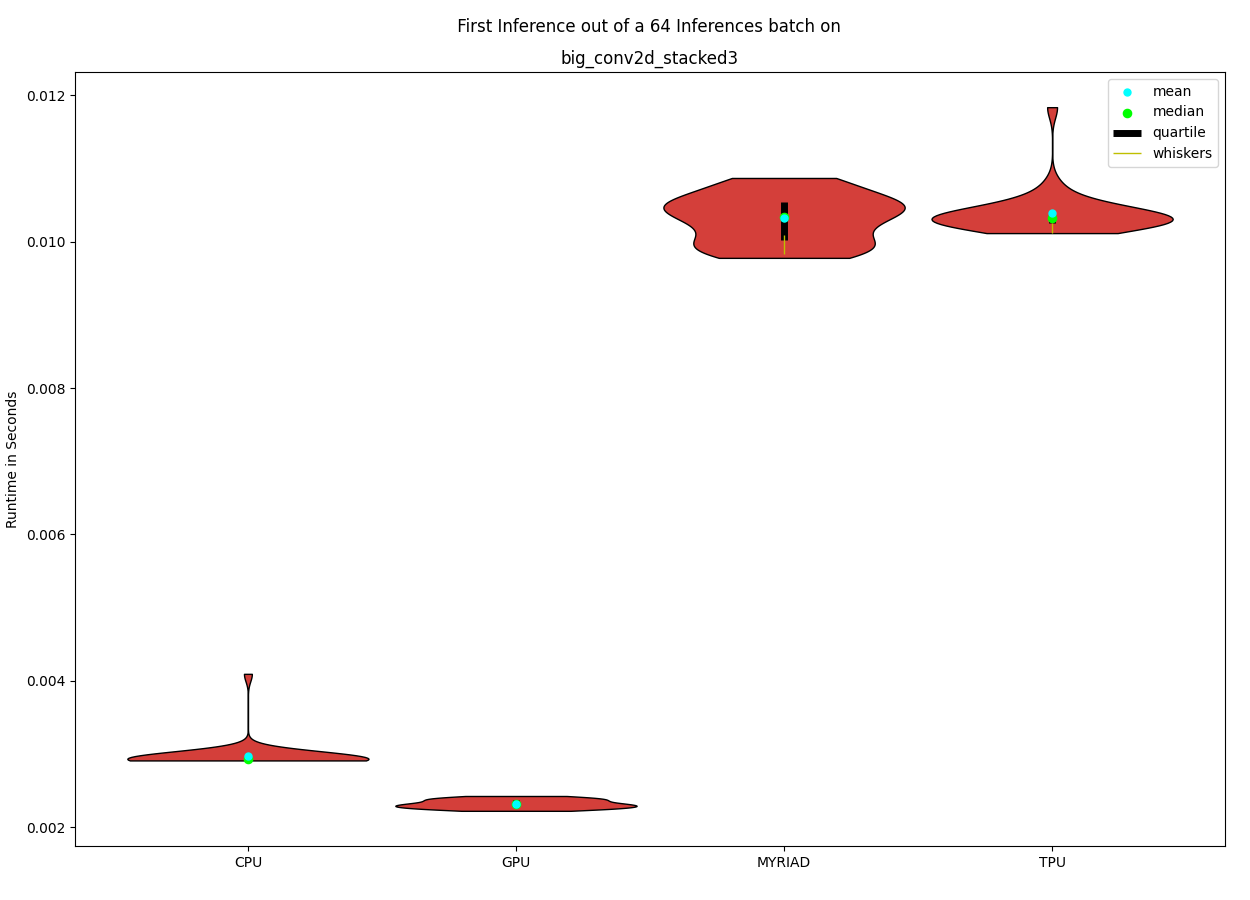 First Inference out of a 64 Inferences batch on
big_conv2d_stacked3
mean
median
quartile
whiskers
Runtime in Seconds
0.012
0.010
0.008
0.006
0.004
0.002
CPU GPU MYRIAD TPU